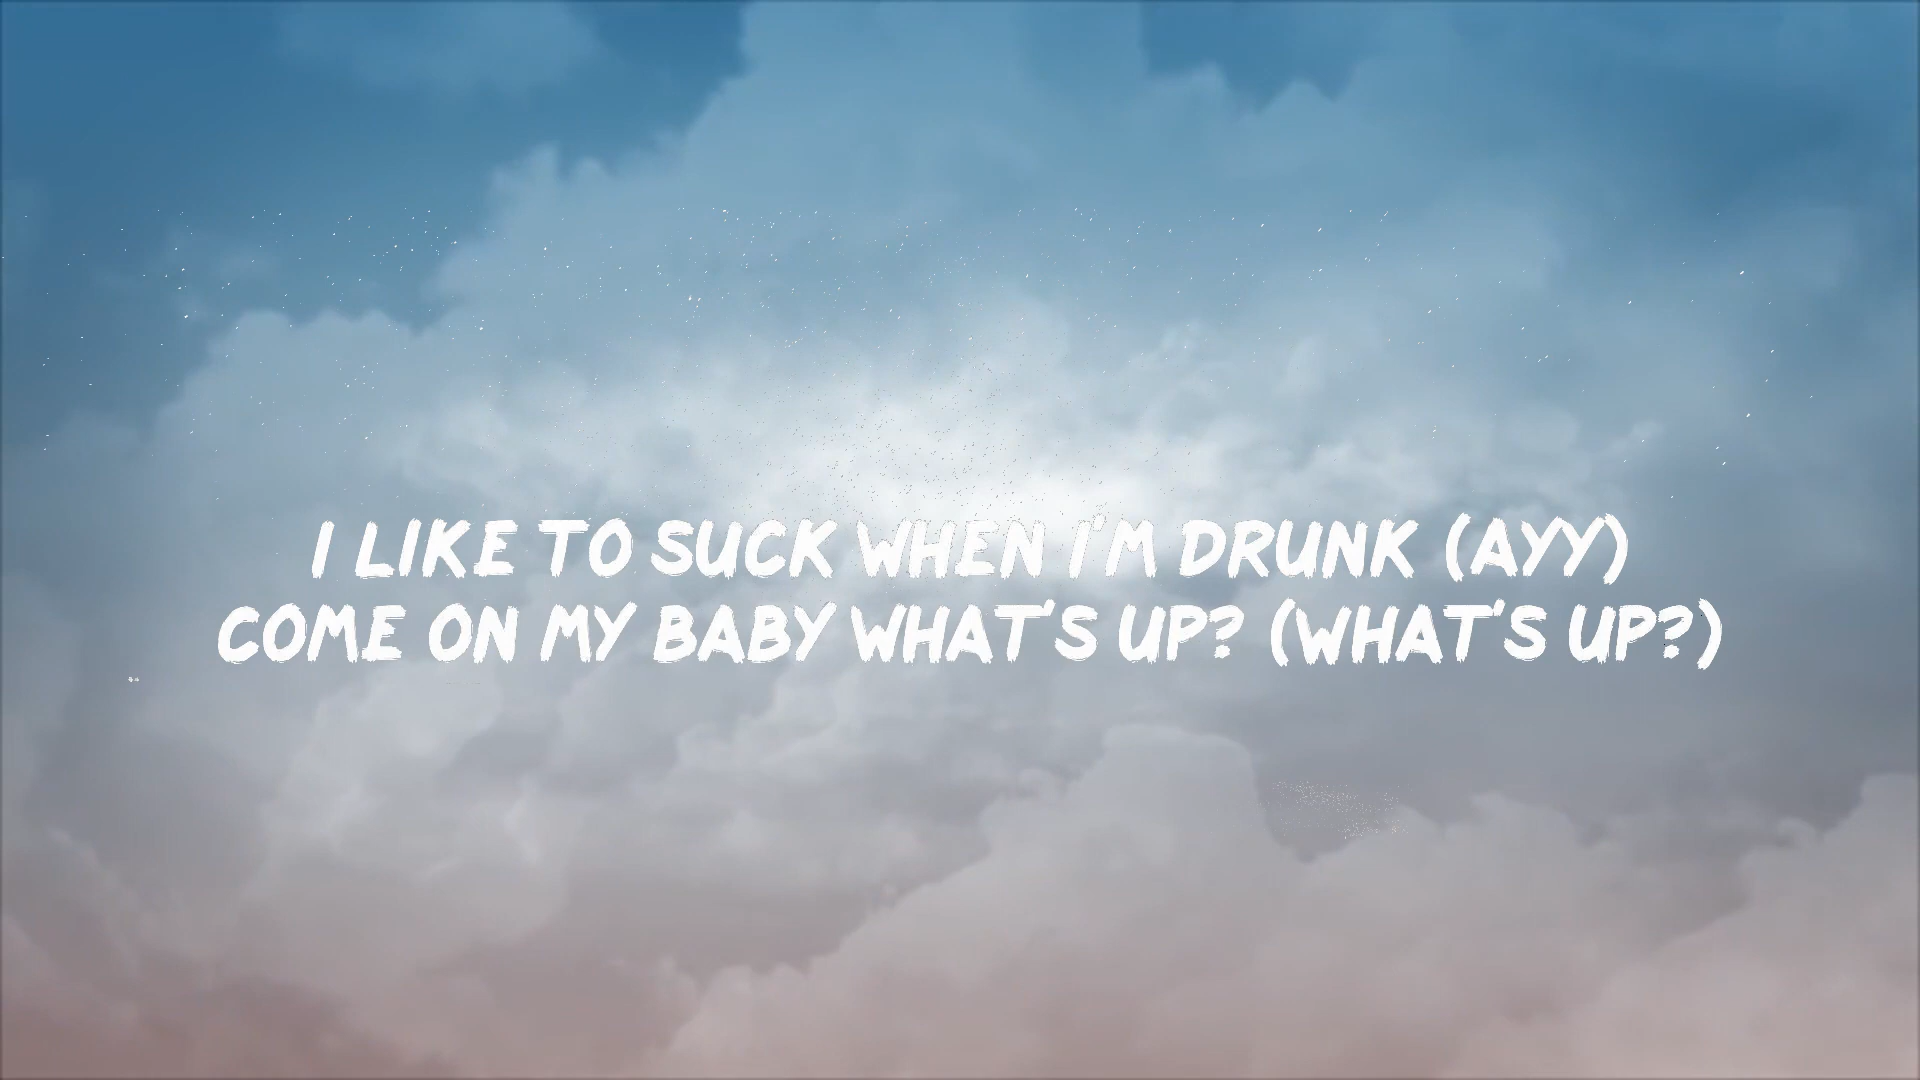 I LIKE TO SUCK WHEN I'M DRUNK (AYY)
COME ON MY BABY WHAT'S UP? (WHAT'S UP?)